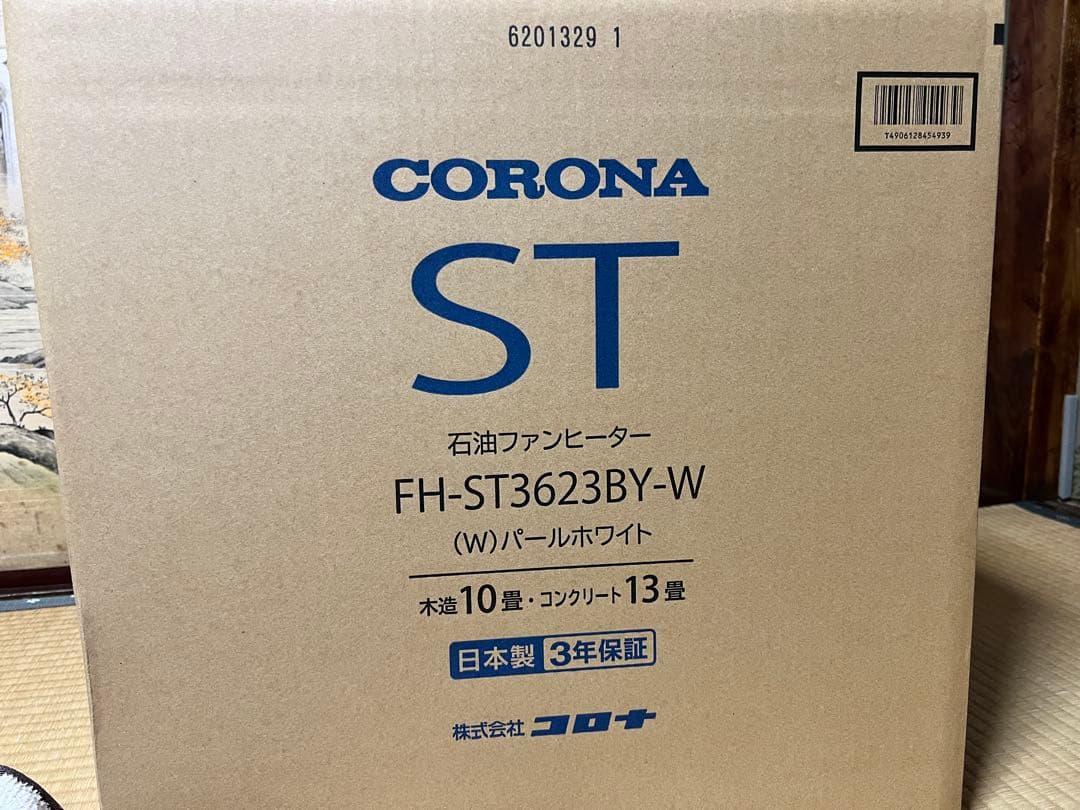 6201329 1
T4906128454939
CORONA
ST
石油ファンヒーター
FH-ST3623BY-W
(W)パールホワイト
木造10畳・コンクリート13畳
日本製 3年保証
株式会社 コロナ